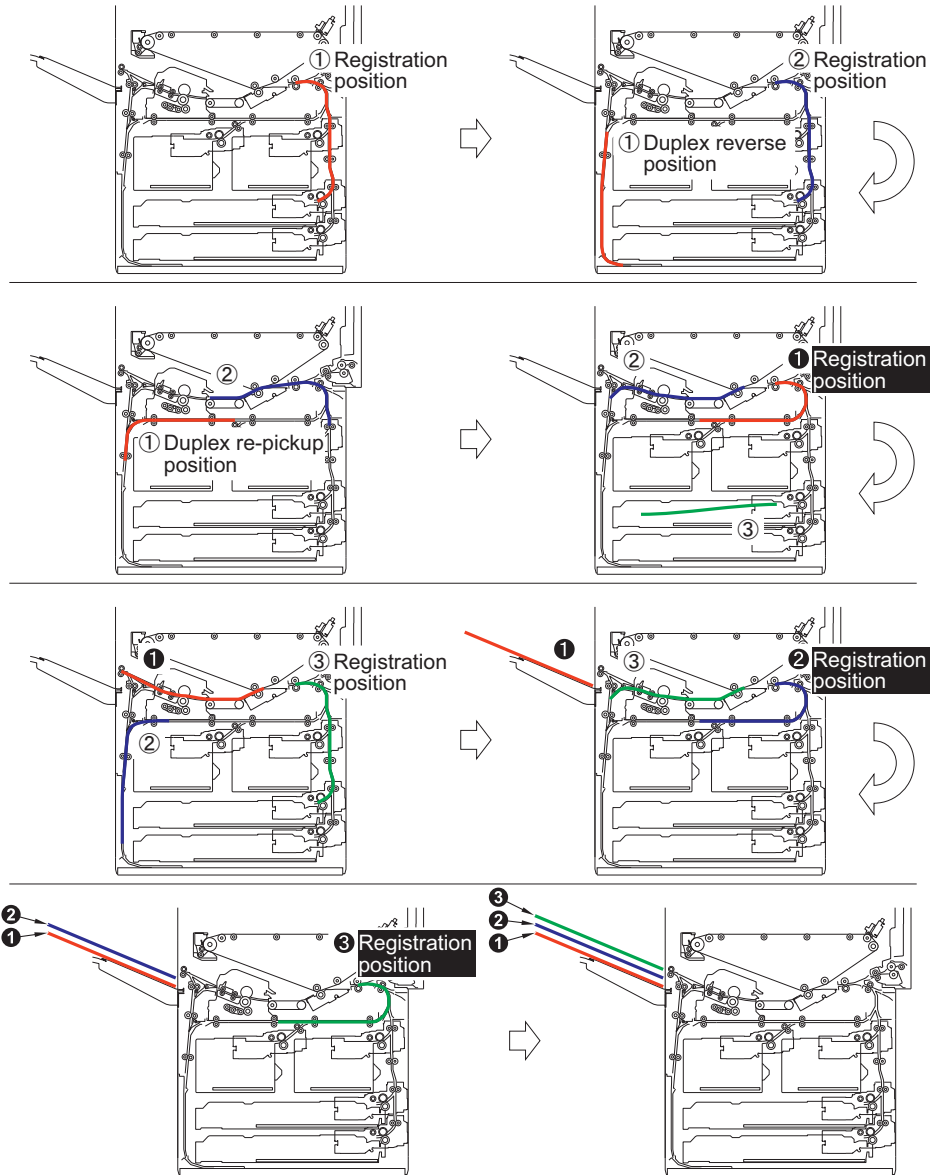 ① Registration
position
② Registration
position
① Duplex reverse
position
②
① Duplex re-pickup
position
②
❶ Registration
position
③
❶
③ Registration
position
②
❶
③
❷ Registration
position
❷
❶
❸ Registration
position
❸
❷
❶